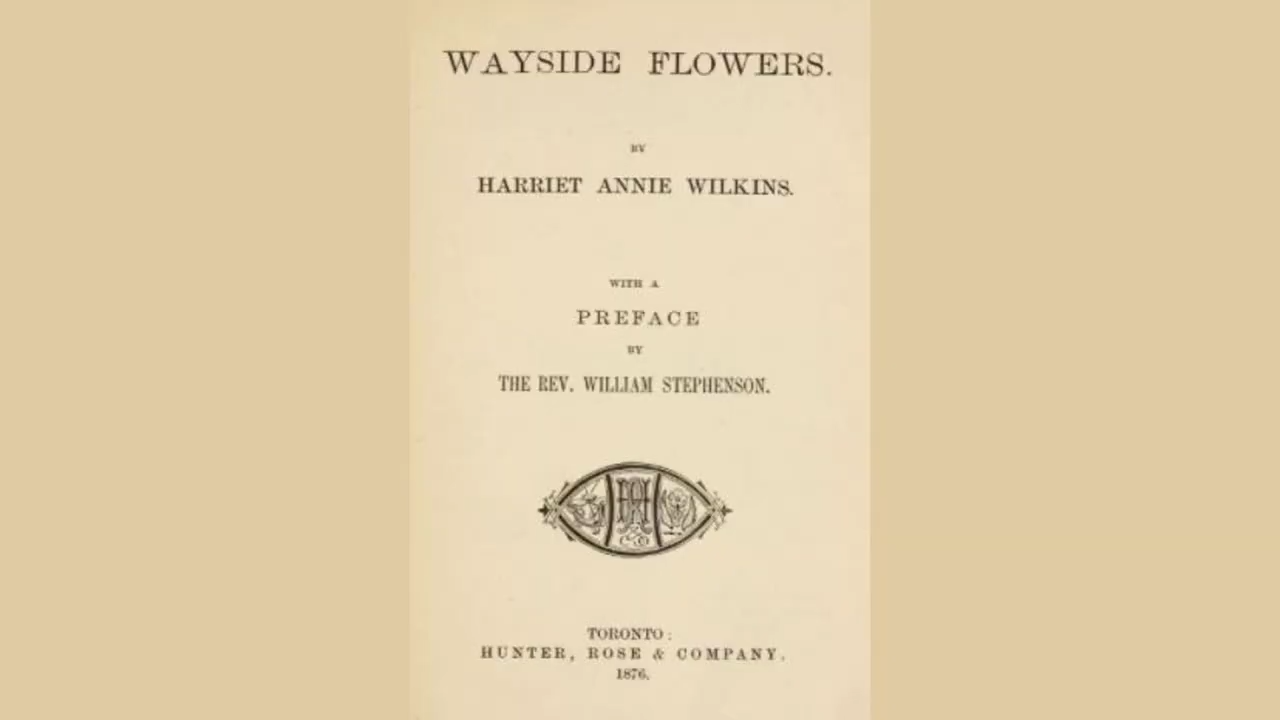 WAYSIDE FLOWERS.
BY
HARRIET ANNIE WILKINS.
WITH A
PREFACE
BY
THE REV. WILLIAM STEPHENSON.
TORONTO:
HUNTER, ROSE & COMPANY.
1876.